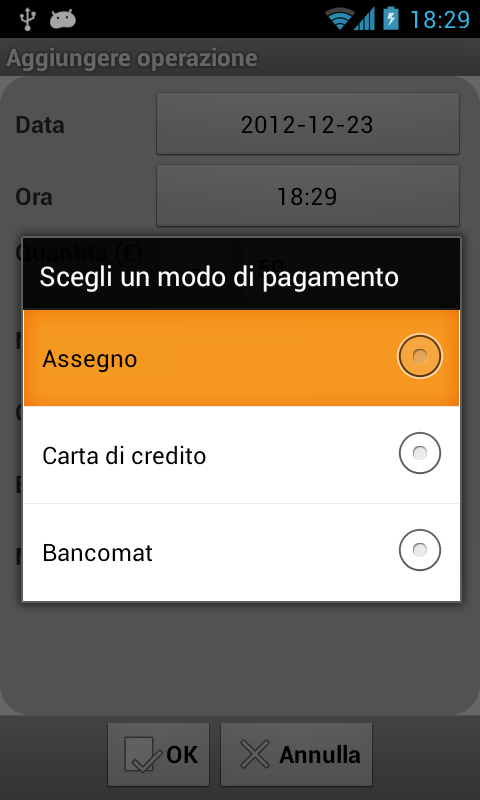 18:29
Aggiungere operazione
Data
2012-12-23
Ora
18:29
Quantità (€)
Scegli un modo di pagamento
Assegno
Carta di credito
Bancomat
OK
Annulla